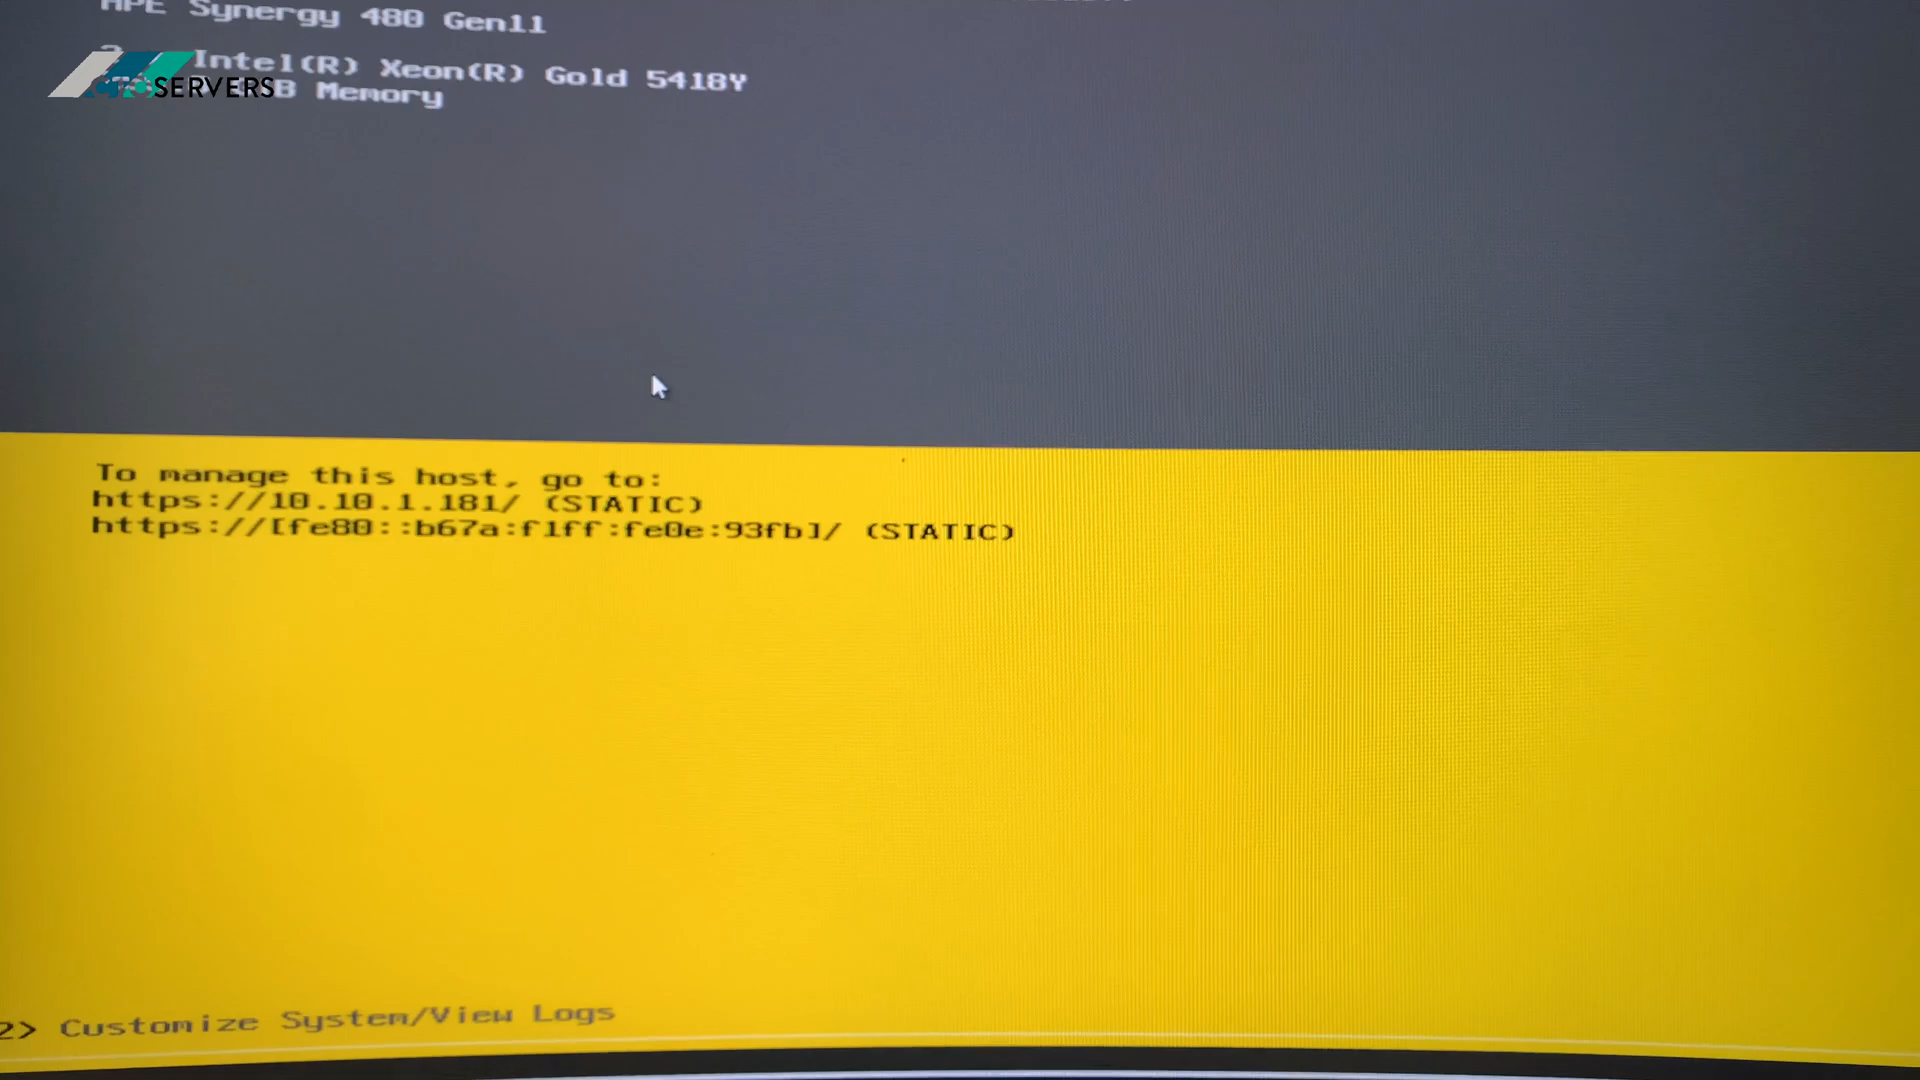 HPE Synergy 480 Gen11
Intel(R) Xeon(R) Gold 5418Y
SERVERS
Memory
To manage this host, go to:
https://10.10.1.181/ (STATIC)
https://[fe80::b67a:f1ff:fe0e:93fb]/ (STATIC)
2> Customize System/View Logs